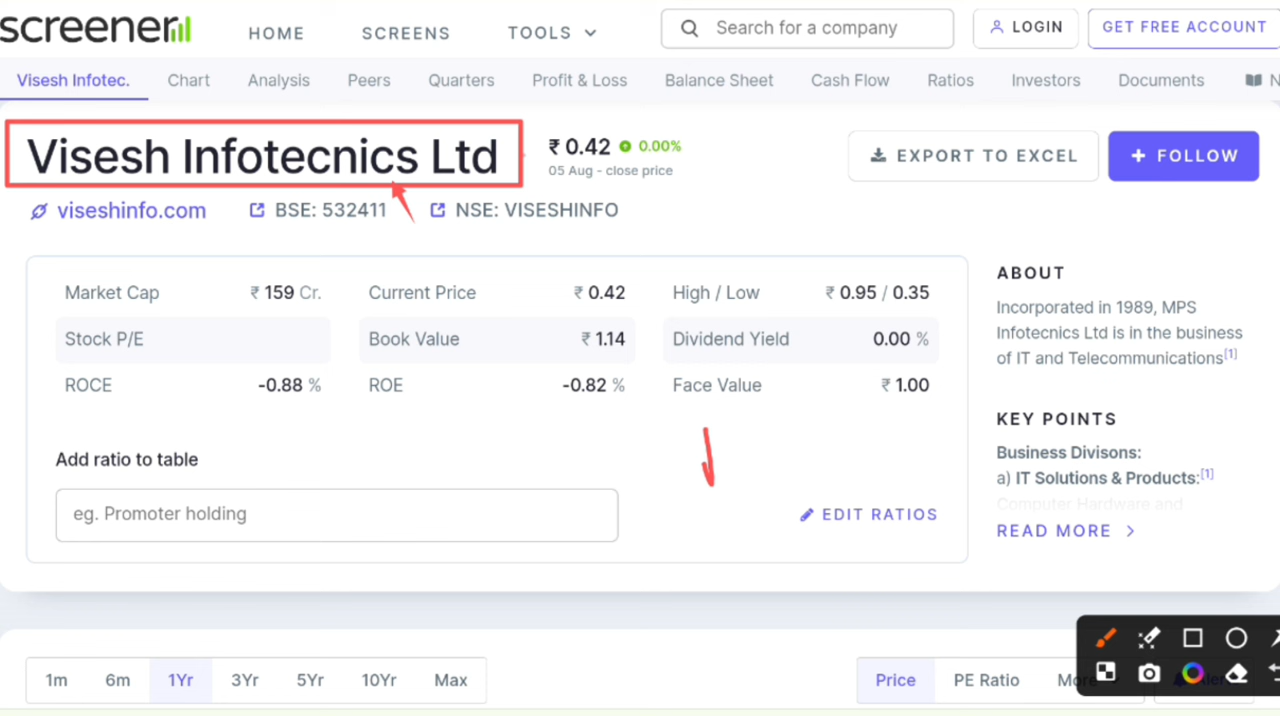 screener
HOME SCREENS TOOLS
Search for a company
LOGIN
GET FREE ACCOUNT
Visesh Infotec. Chart Analysis Peers Quarters Profit & Loss Balance Sheet Cash Flow Ratios Investors Documents N
Visesh Infotecnics Ltd
₹ 0.42 0.00%
05 Aug - close price
EXPORT TO EXCEL
+ FOLLOW
viseshinfo.com BSE: 532411 NSE: VISESHINFO
Market Cap ₹ 159 Cr. Current Price ₹ 0.42 High / Low ₹ 0.95 / 0.35
Stock P/E Book Value ₹ 1.14 Dividend Yield 0.00 %
ROCE -0.88 % ROE -0.82 % Face Value ₹ 1.00
Add ratio to table
eg. Promoter holding
EDIT RATIOS
ABOUT
Incorporated in 1989, MPS
Infotecnics Ltd is in the business
of IT and Telecommunications[1]
KEY POINTS
Business Divisons:
a) IT Solutions & Products:[1]
Computer Hardware and
READ MORE
1m 6m 1Yr 3Yr 5Yr 10Yr Max
Price PE Ratio More